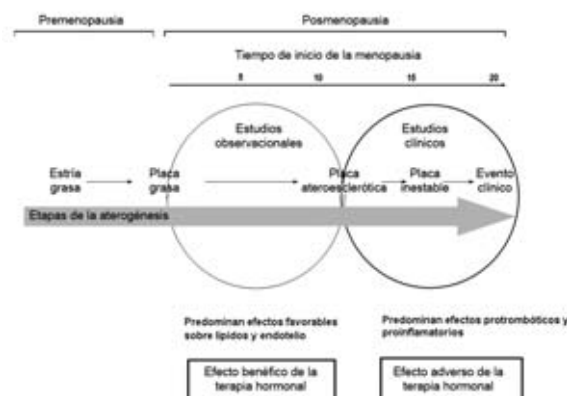 Premenopausia
Posmenopausia
Tiempo de inicio de la menopausia
5 10 15 20
Estudios
observacionales
Estudios
clínicos
Estría
grasa
Placa
grasa
Placa
ateroesclerótica
Placa
inestable
Evento
clínico
Etapas de la aterogénesis
Predominan efectos favorables
sobre lípidos y endotelio
Predominan efectos protrombóticos y
proinflamatorios
Efecto benéfico de la
terapia hormonal
Efecto adverso de la
terapia hormonal